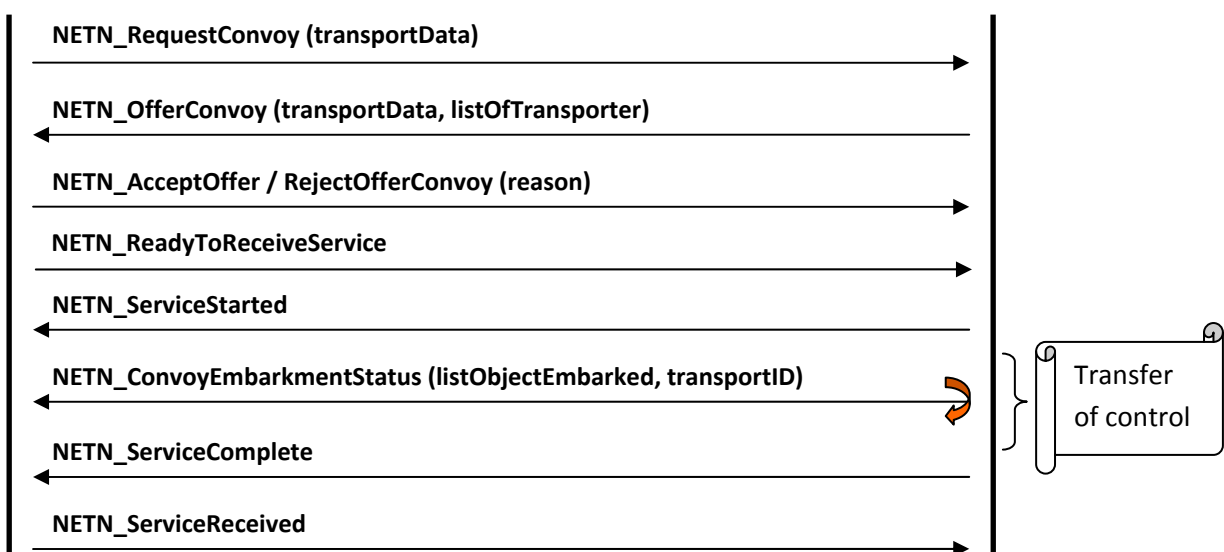 NETN_RequestConvoy (transportData)
NETN_OfferConvoy (transportData, listOfTransporter)
NETN_AcceptOffer / RejectOfferConvoy (reason)
NETN_ReadyToReceiveService
NETN_ServiceStarted
NETN_ConvoyEmbarkmentStatus (listObjectEmbarked, transportID)
Transfer
of control
NETN_ServiceComplete
NETN_ServiceReceived